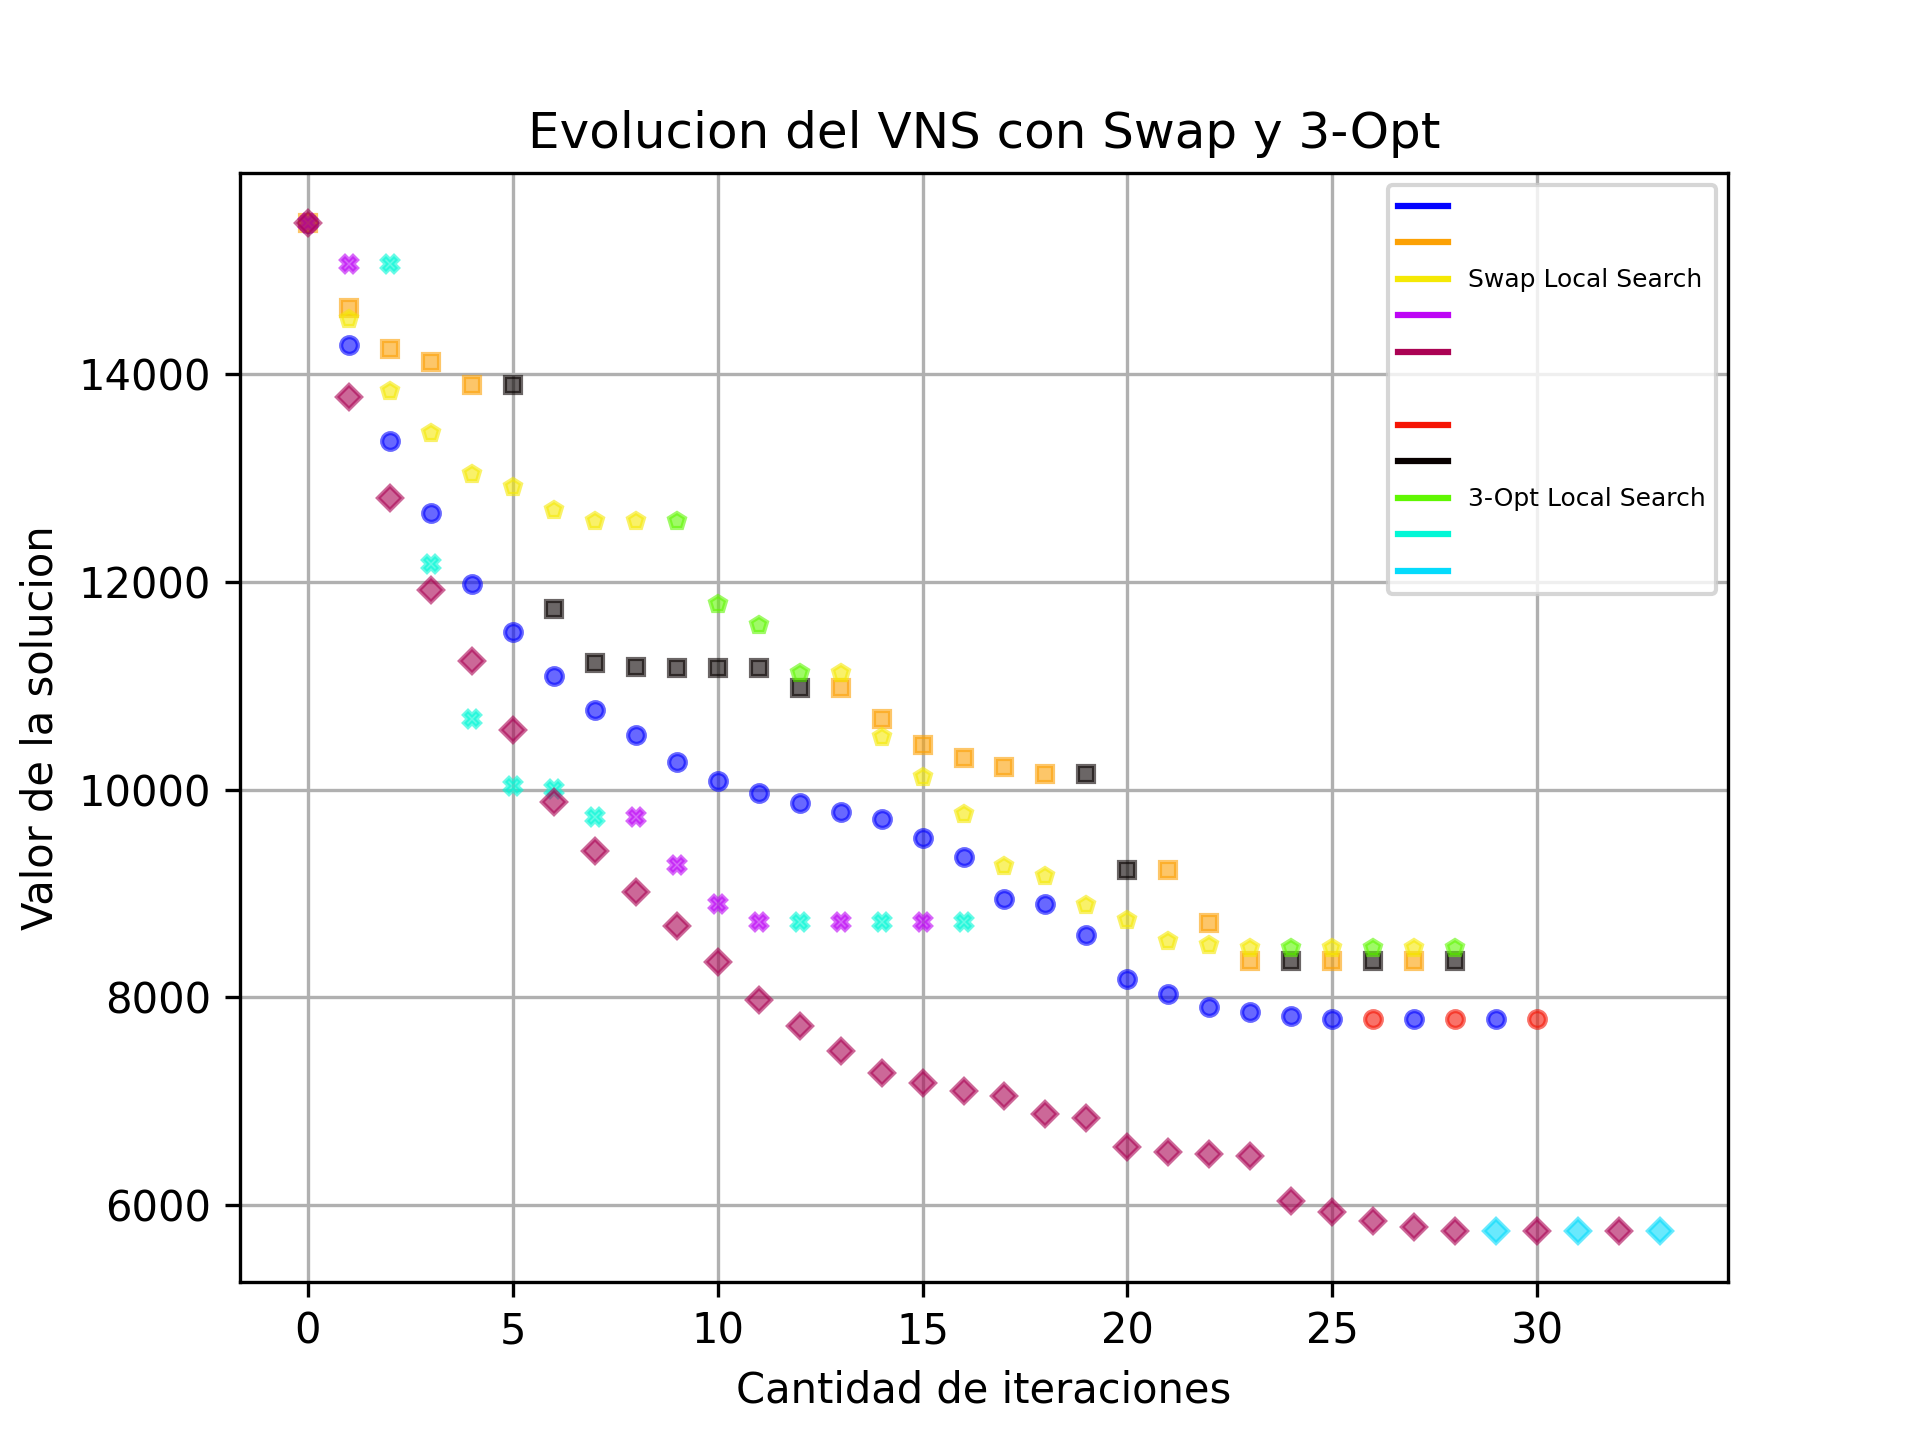 Evolucion del VNS con Swap y 3-Opt
Swap Local Search
3-Opt Local Search
Valor de la solucion
14000
12000
10000
8000
6000
0 5 10 15 20 25 30
Cantidad de iteraciones